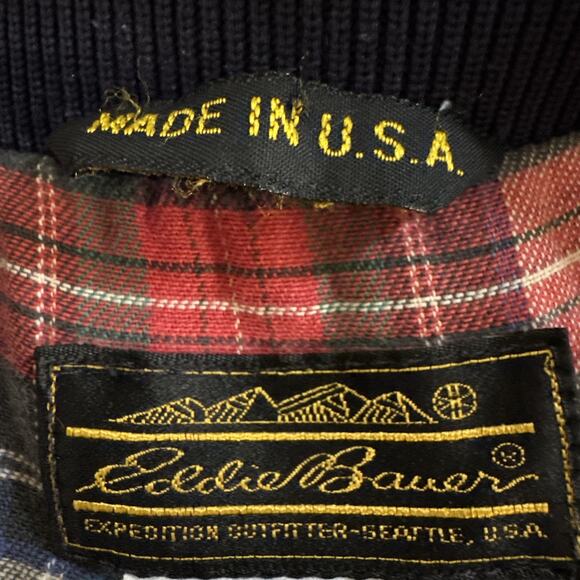 MADE IN U.S.A.
Eddie Bauer®
EXPEDITION OUTFITTER-SEATTLE, U.S.A.